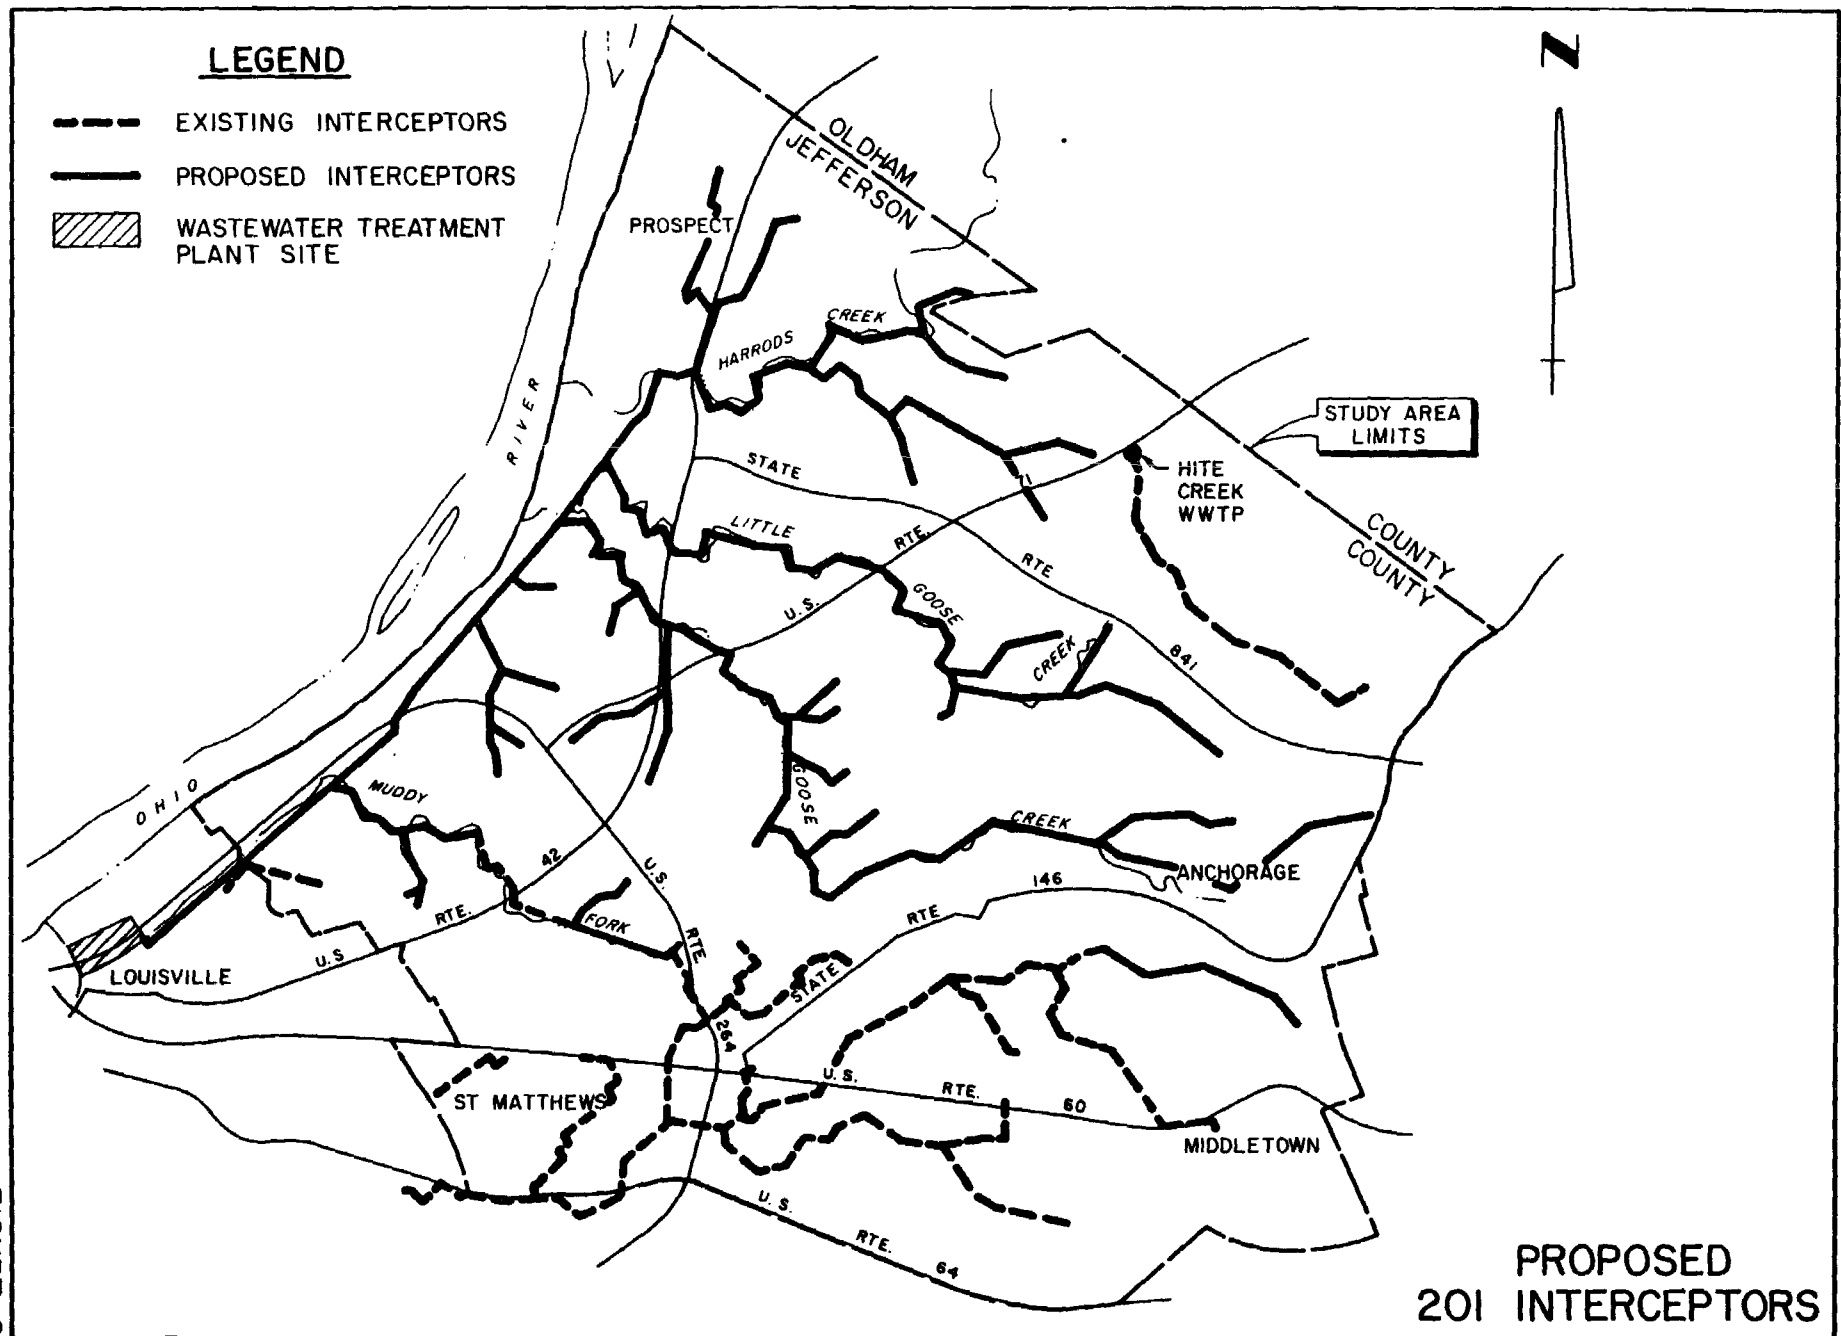 LEGEND
EXISTING INTERCEPTORS
PROPOSED INTERCEPTORS
WASTEWATER TREATMENT
PLANT SITE
N
OLDHAM
JEFFERSON
PROSPECT
CREEK
HARRODS
RIVER
STUDY AREA
LIMITS
STATE
HITE
CREEK
WWTP
71
LITTLE
RTE.
RTE
COUNTY
COUNTY
U.S.
GOOSE
CREEK
841
OHIO
MUDDY
GOOSE
CREEK
42
U.S.
ANCHORAGE
146
RTE.
FORK
RTE
RTE
U.S
LOUISVILLE
STATE
264
U.S.
RTE.
60
ST MATTHEWS
MIDDLETOWN
U.S.
RTE.
64
PROPOSED
201 INTERCEPTORS